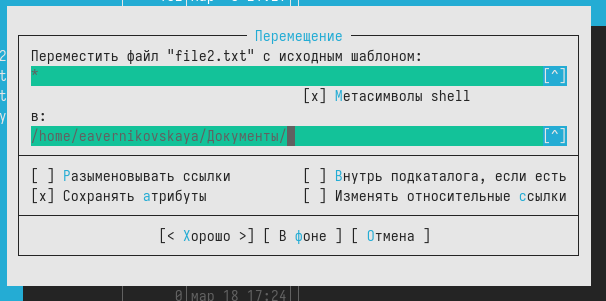 Перемещение
Переместить файл "file2.txt" с исходным шаблоном:
* [^]
[x] Метасимволы shell
в:
/home/eavernikovskaya/Документы/ [^]
[ ] Разыменовывать ссылки [ ] Внутрь подкаталога, если есть
[x] Сохранять атрибуты [ ] Изменять относительные ссылки
[< Хорошо >] [ В фоне ] [ Отмена ]
0 мар 18 17:24